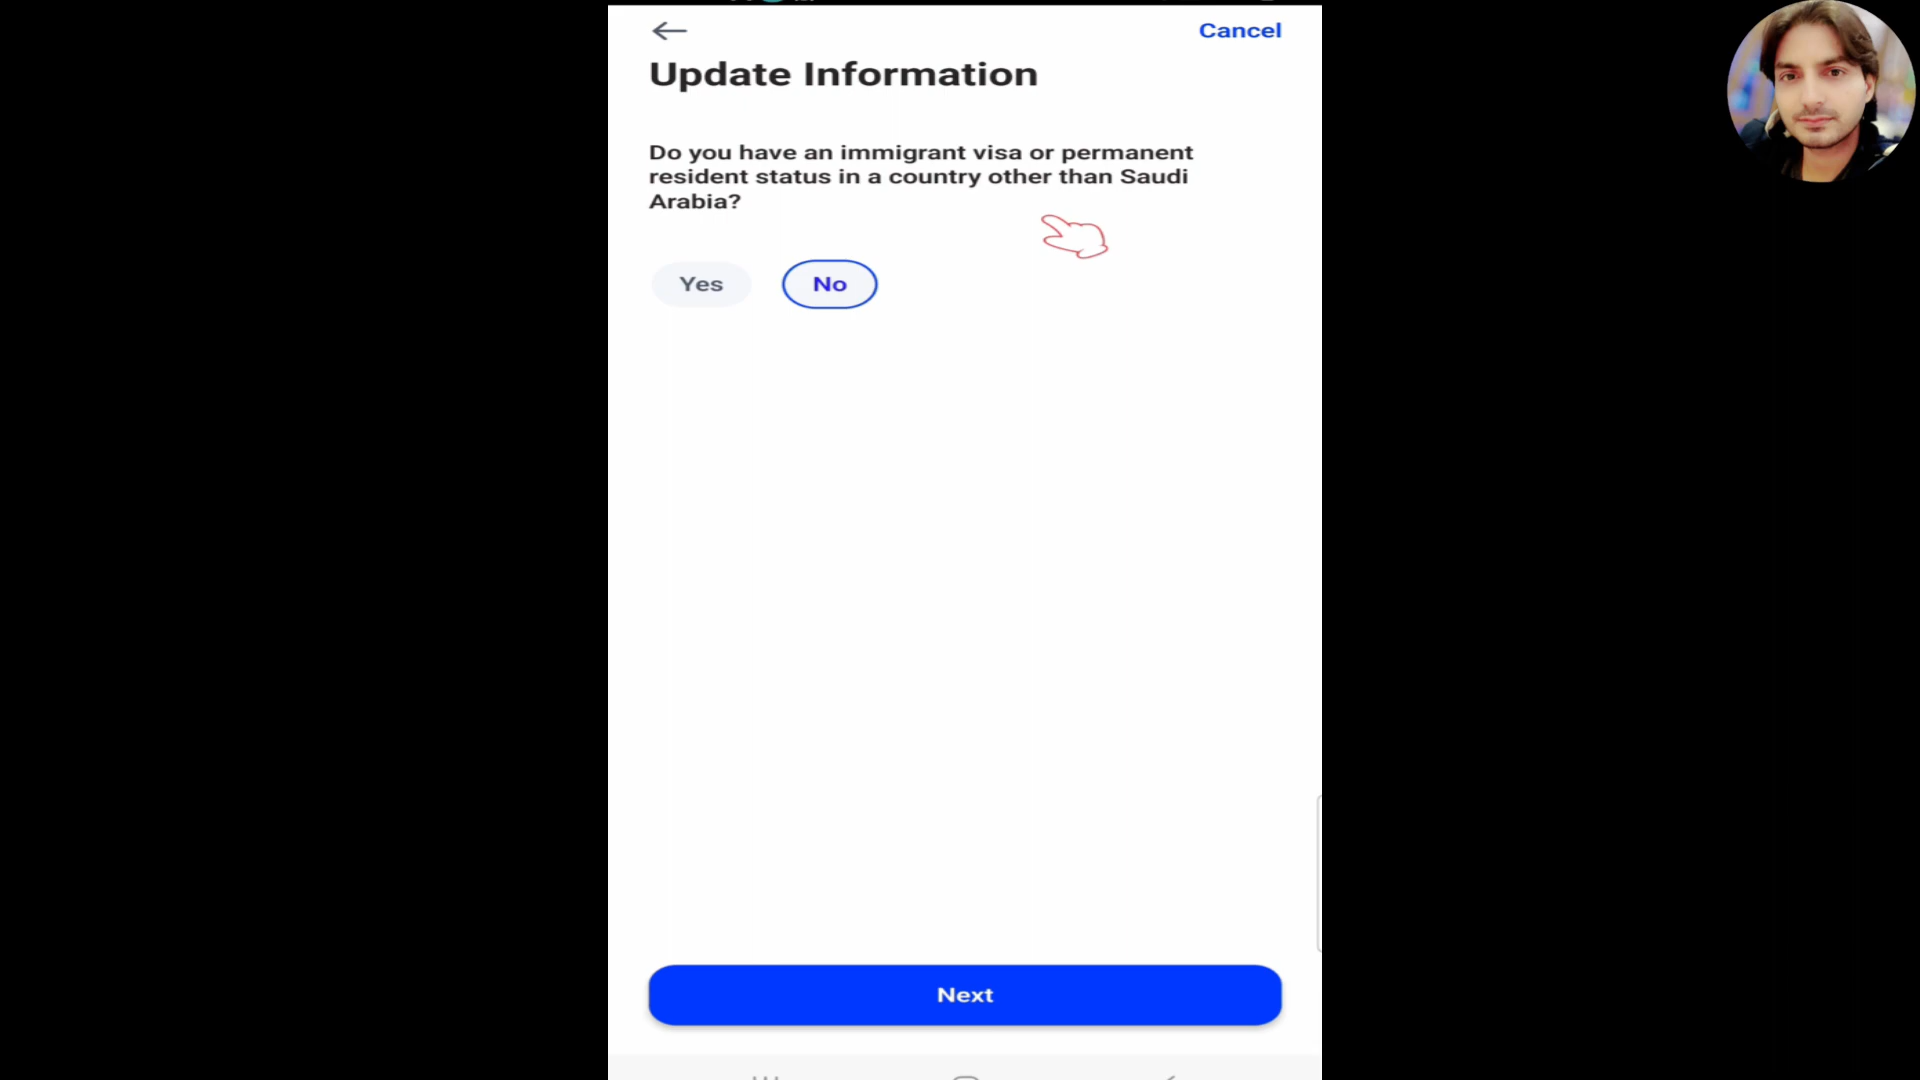 Cancel
Update Information
Do you have an immigrant visa or permanent
resident status in a country other than Saudi
Arabia?
Yes No
Next